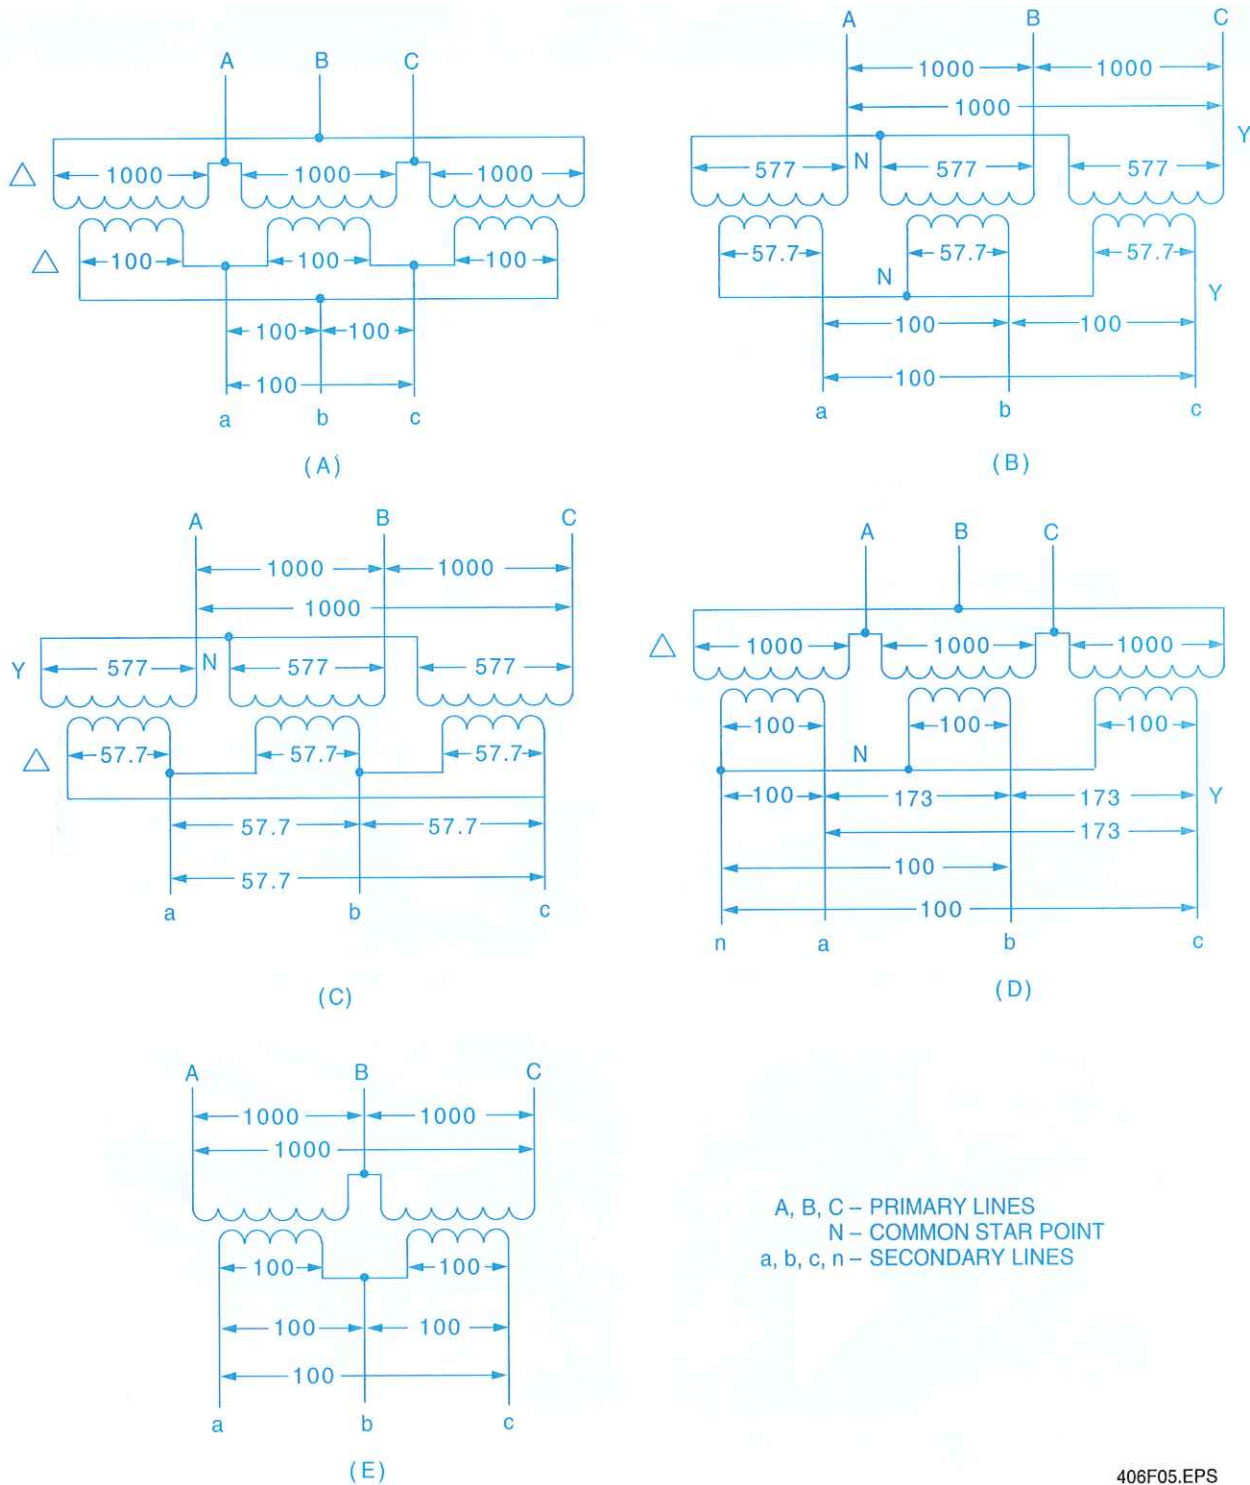 A B C
△ 1000 1000 1000
△ 100 100 100
100 100
100
a b c
(A)
A B C
1000 1000
1000
Y
N
577 577 577
57.7 57.7 57.7
N
Y
100 100
100
a b c
(B)
A B C
1000 1000
1000
Y 577 N 577 577
△ 57.7 57.7 57.7
57.7 57.7
57.7
a b c
(C)
A B C
△ 1000 1000 1000
100 100 100
N
100 173 173 Y
173
100
100
n a b c
(D)
A B C
1000 1000
1000
100 100
100 100
100
a b c
(E)
A, B, C – PRIMARY LINES
N – COMMON STAR POINT
a, b, c, n – SECONDARY LINES
406F05.EPS